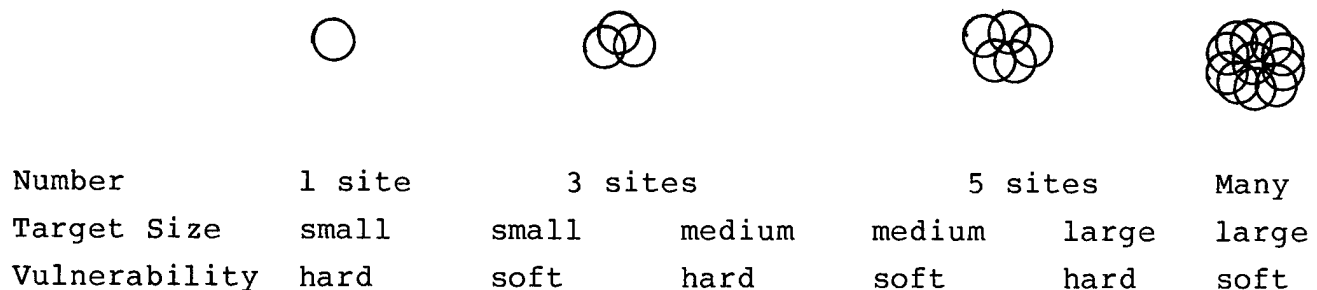 Number 1 site 3 sites 5 sites Many
Target Size small small medium medium large large
Vulnerability hard soft hard soft hard soft